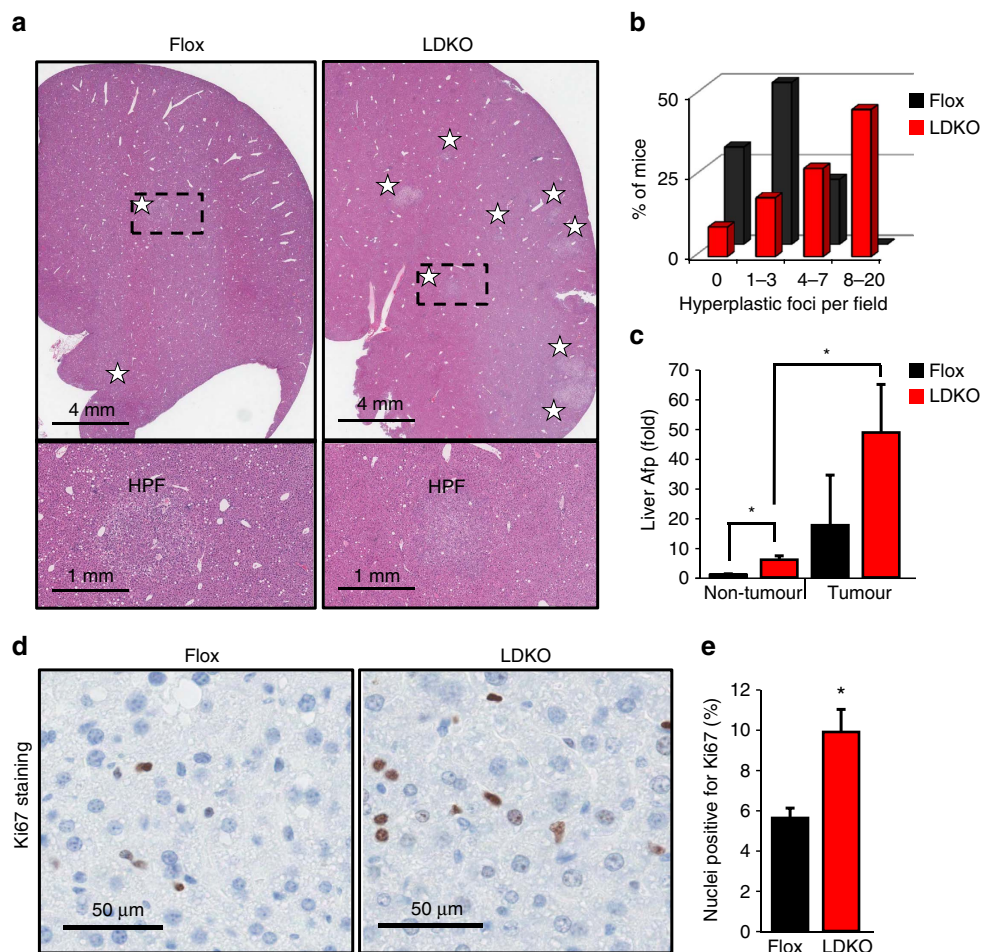 a
Flox
LDKO
4 mm
4 mm
HPF
HPF
1 mm
1 mm
b
50
25
0
% of mice
0
1–3
4–7
8–20
Hyperplastic foci per field
Flox
LDKO
c
70
60
50
40
30
20
10
0
Liver Afp (fold)
*
*
Non-tumour
Tumour
Flox
LDKO
d
Flox
LDKO
Ki67 staining
50 μm
50 μm
e
12
10
8
6
4
2
0
Nuclei positive for Ki67 (%)
*
Flox
LDKO